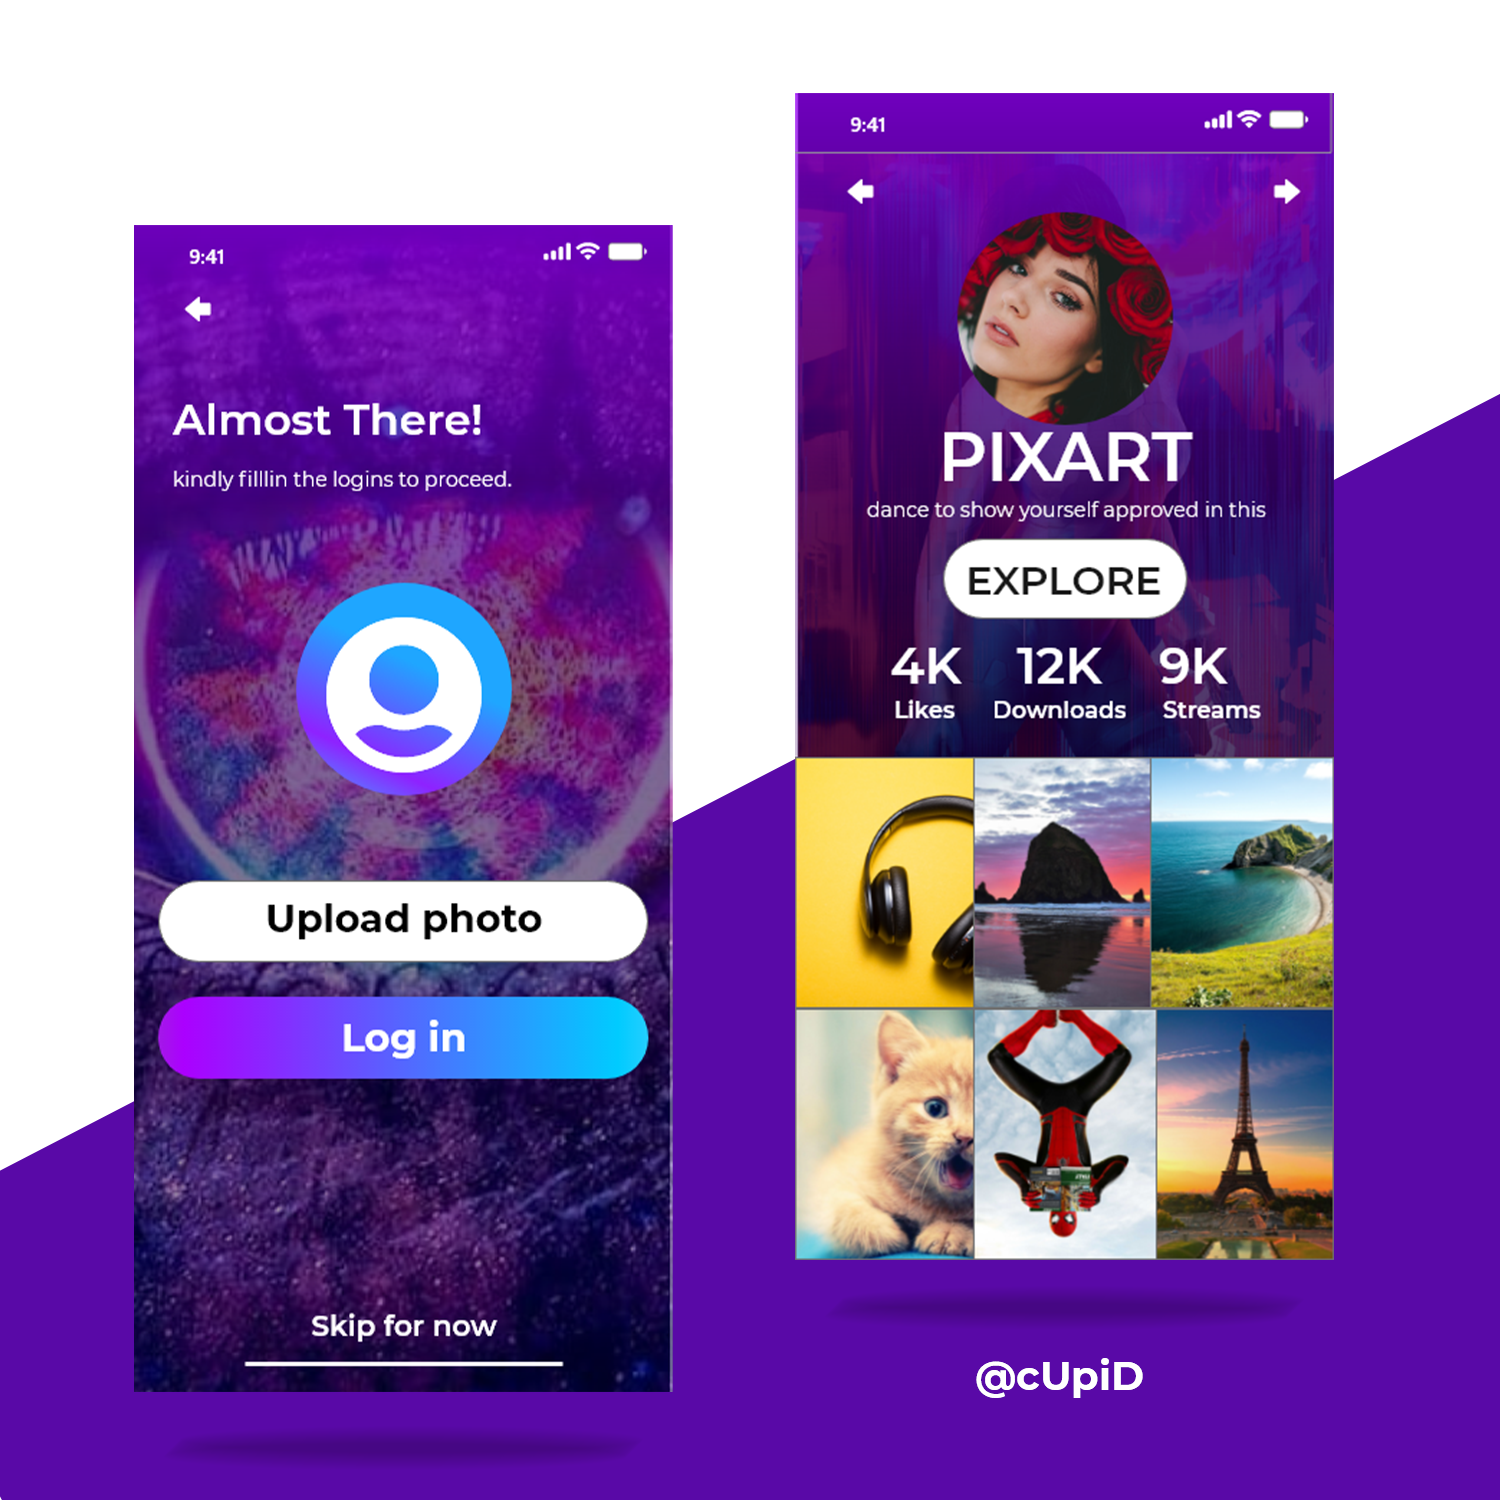 9:41
Almost There!
kindly filllin the logins to proceed.
Upload photo
Log in
Skip for now
9:41
PIXART
dance to show yourself approved in this
EXPLORE
4K 12K 9K
Likes Downloads Streams
@cUpiD